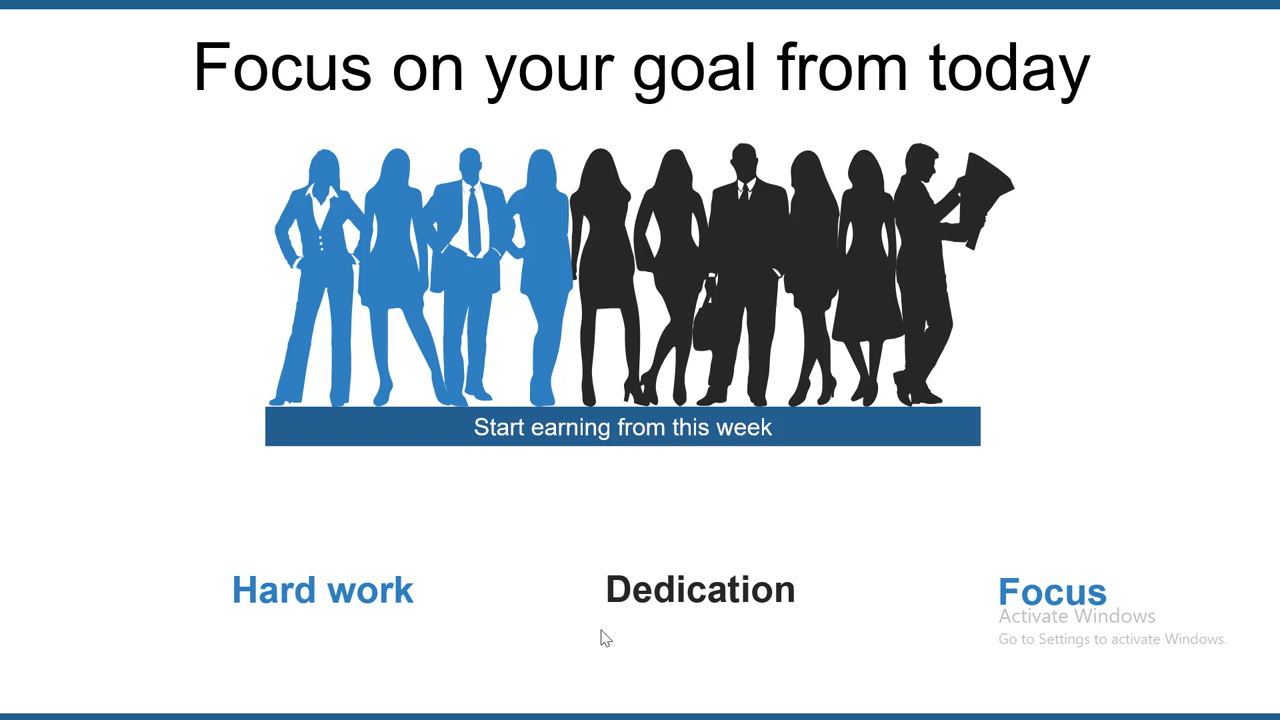 Focus on your goal from today
Start earning from this week
Hard work
Dedication
Focus
Activate Windows
Go to Settings to activate Windows.